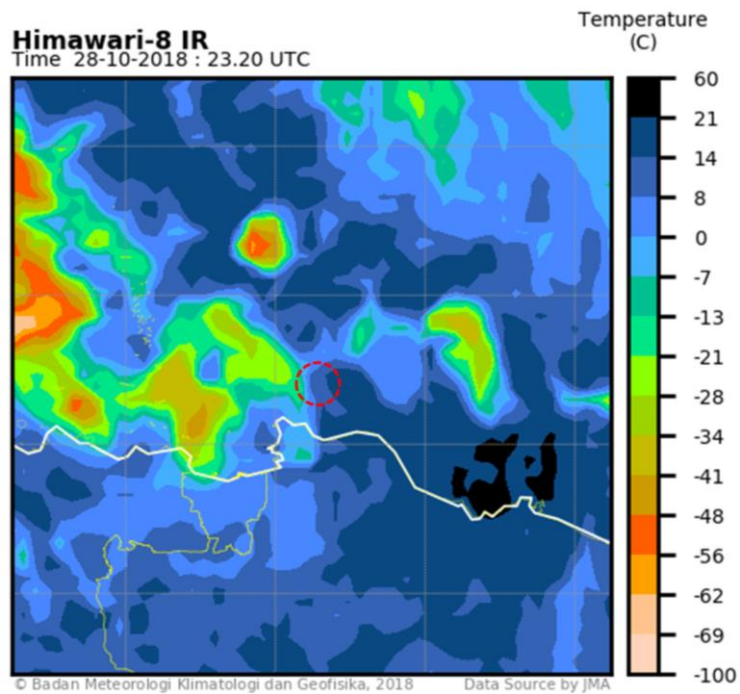 Temperature
(C)
Himawari-8 IR
Time 28-10-2018 : 23.20 UTC
60
21
14
8
0
-7
-13
-21
-28
-34
-41
-48
-56
-62
-69
-100
© Badan Meteorologi Klimatologi dan Geofisika, 2018
Data Source by JMA